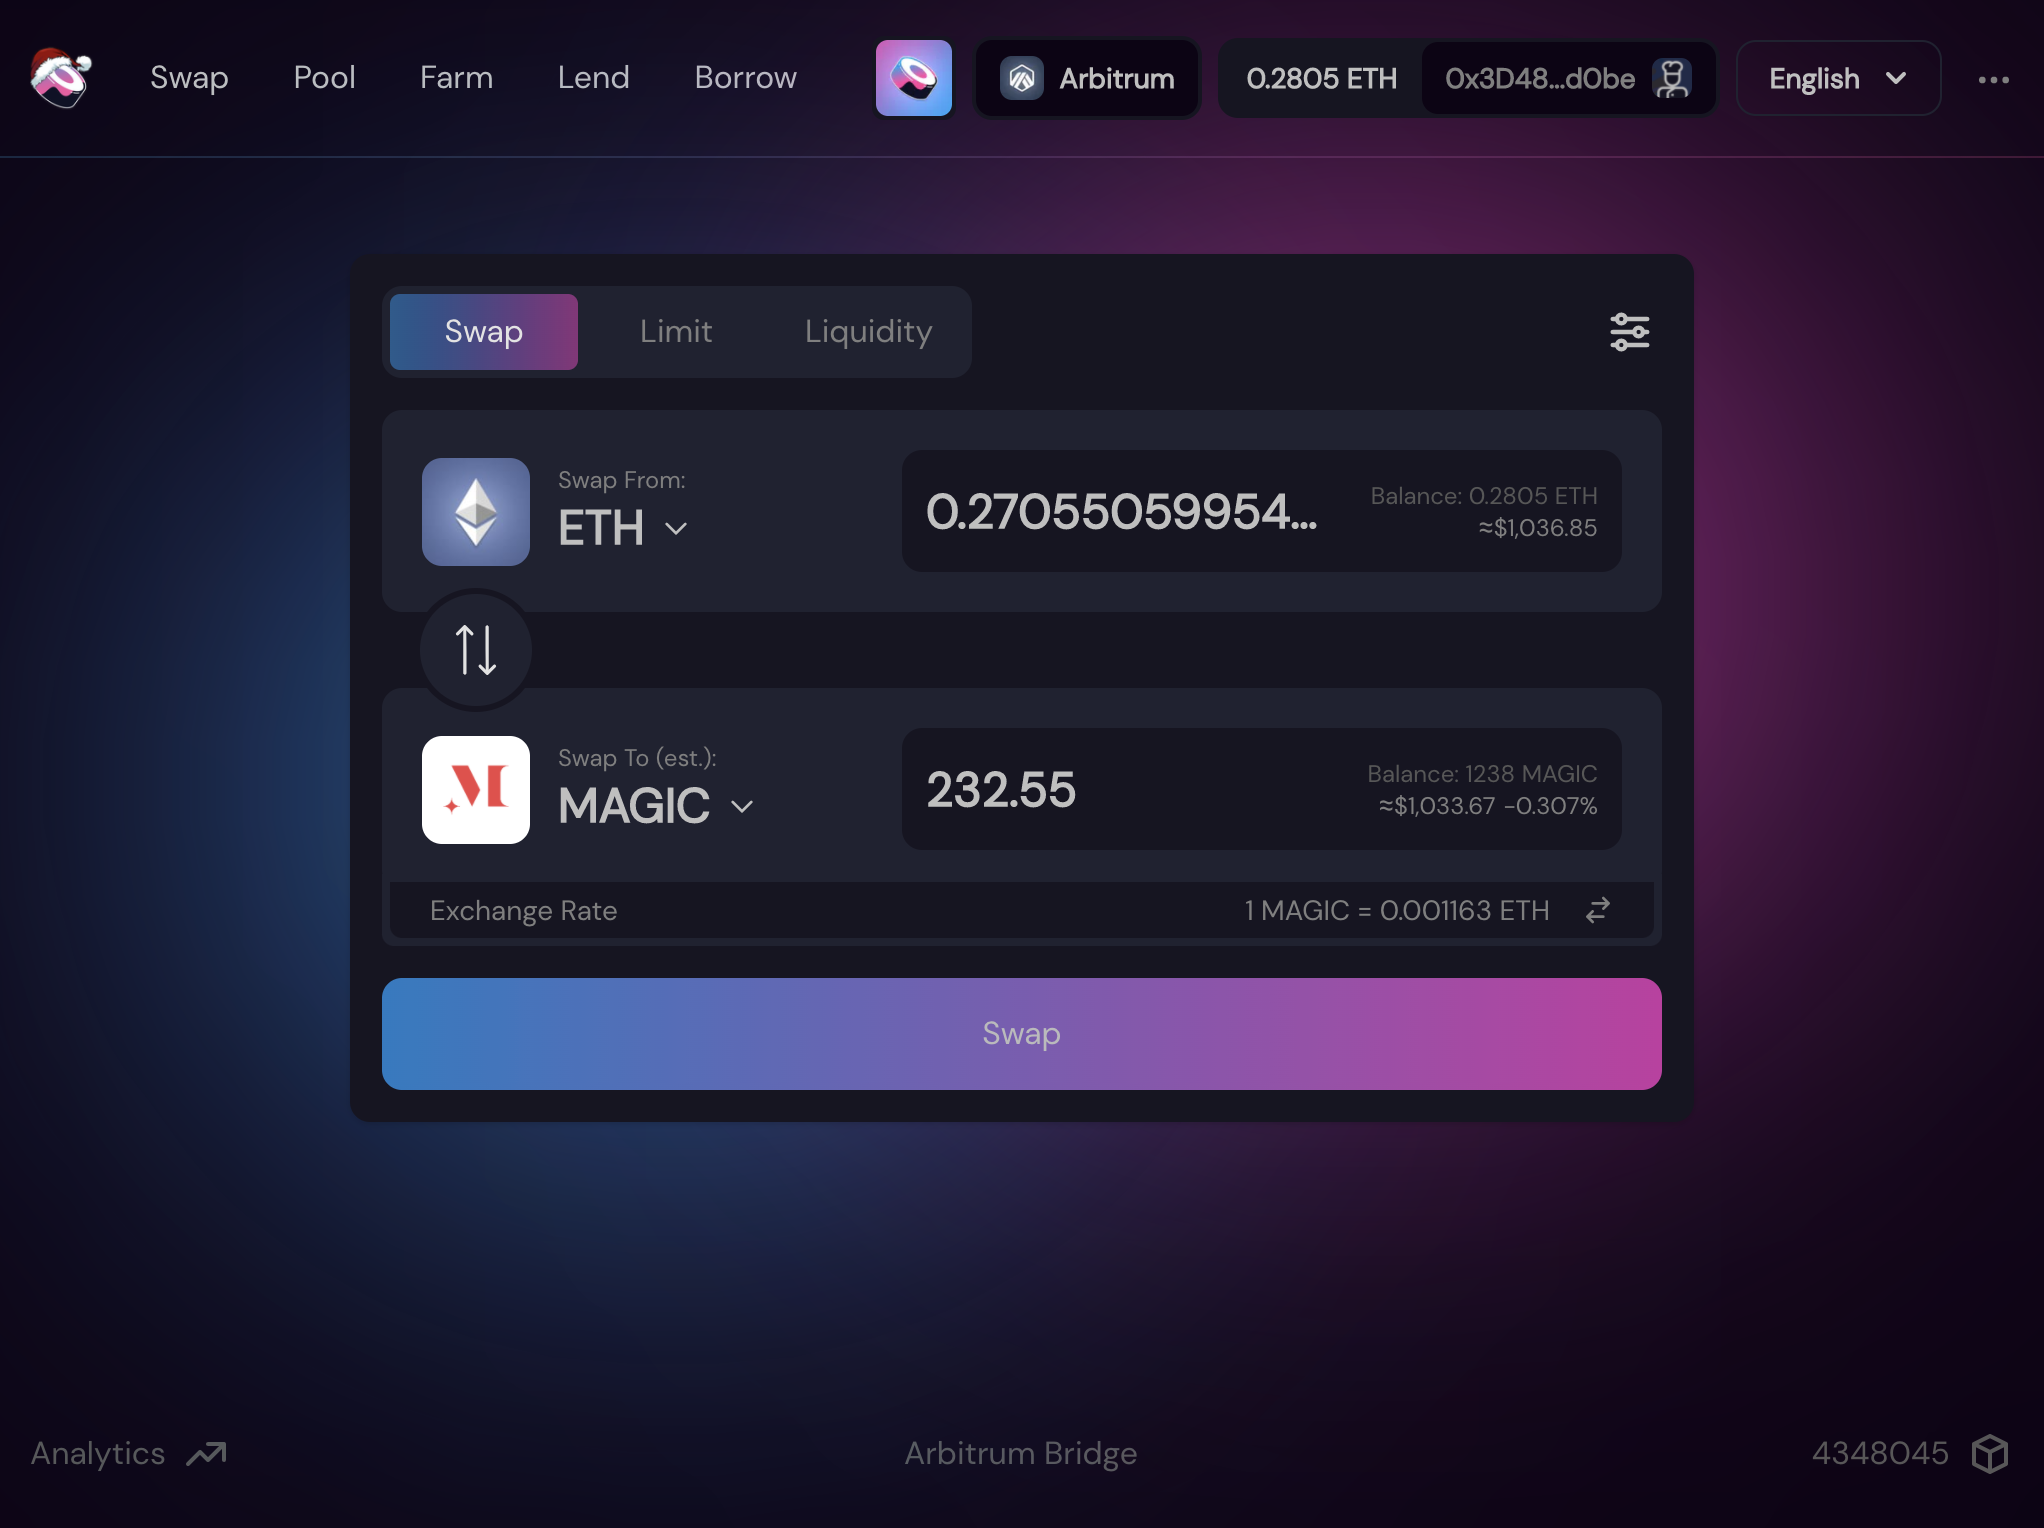 Swap Pool Farm Lend Borrow Arbitrum 0.2805 ETH 0x3D48...d0be English
Swap Limit Liquidity
Swap From:
ETH
0.27055059954...
Balance: 0.2805 ETH
≈$1,036.85
Swap To (est.):
MAGIC
232.55
Balance: 1238 MAGIC
≈$1,033.67 -0.307%
Exchange Rate 1 MAGIC = 0.001163 ETH
Swap
Analytics Arbitrum Bridge 4348045